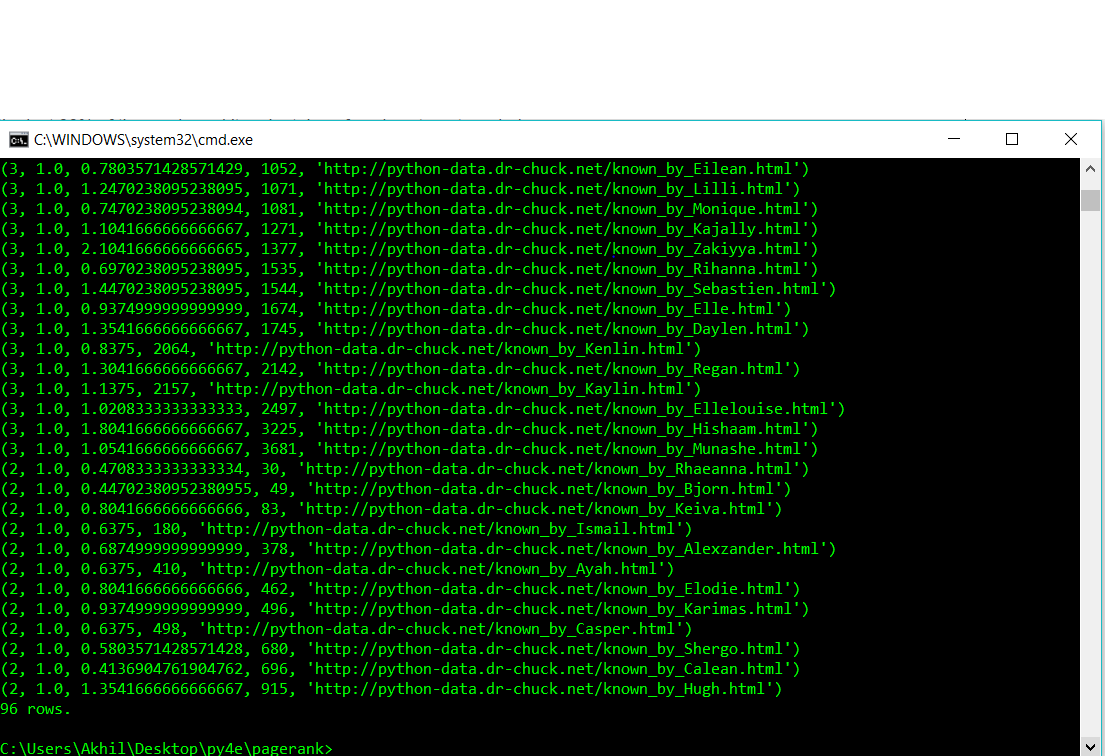 C:\WINDOWS\system32\cmd.exe
(3, 1.0, 0.7803571428571429, 1052, 'http://python-data.dr-chuck.net/known_by_Eilean.html')
(3, 1.0, 1.2470238095238095, 1071, 'http://python-data.dr-chuck.net/known_by_Lilli.html')
(3, 1.0, 0.7470238095238094, 1081, 'http://python-data.dr-chuck.net/known_by_Monique.html')
(3, 1.0, 1.1041666666666667, 1271, 'http://python-data.dr-chuck.net/known_by_Kajally.html')
(3, 1.0, 2.1041666666666665, 1377, 'http://python-data.dr-chuck.net/known_by_Zakiyya.html')
(3, 1.0, 0.6970238095238095, 1535, 'http://python-data.dr-chuck.net/known_by_Rihanna.html')
(3, 1.0, 1.4470238095238095, 1544, 'http://python-data.dr-chuck.net/known_by_Sebastien.html')
(3, 1.0, 0.9374999999999999, 1674, 'http://python-data.dr-chuck.net/known_by_Elle.html')
(3, 1.0, 1.3541666666666667, 1745, 'http://python-data.dr-chuck.net/known_by_Daylen.html')
(3, 1.0, 0.8375, 2064, 'http://python-data.dr-chuck.net/known_by_Kenlin.html')
(3, 1.0, 1.3041666666666667, 2142, 'http://python-data.dr-chuck.net/known_by_Regan.html')
(3, 1.0, 1.1375, 2157, 'http://python-data.dr-chuck.net/known_by_Kaylin.html')
(3, 1.0, 1.0208333333333333, 2497, 'http://python-data.dr-chuck.net/known_by_Ellelouise.html')
(3, 1.0, 1.8041666666666667, 3225, 'http://python-data.dr-chuck.net/known_by_Hishaam.html')
(3, 1.0, 1.0541666666666667, 3681, 'http://python-data.dr-chuck.net/known_by_Munashe.html')
(2, 1.0, 0.4708333333333334, 30, 'http://python-data.dr-chuck.net/known_by_Rhaeanna.html')
(2, 1.0, 0.44702380952380955, 49, 'http://python-data.dr-chuck.net/known_by_Bjorn.html')
(2, 1.0, 0.8041666666666666, 83, 'http://python-data.dr-chuck.net/known_by_Keiva.html')
(2, 1.0, 0.6375, 180, 'http://python-data.dr-chuck.net/known_by_Ismail.html')
(2, 1.0, 0.6874999999999999, 378, 'http://python-data.dr-chuck.net/known_by_Alexzander.html')
(2, 1.0, 0.6375, 410, 'http://python-data.dr-chuck.net/known_by_Ayah.html')
(2, 1.0, 0.8041666666666666, 462, 'http://python-data.dr-chuck.net/known_by_Elodie.html')
(2, 1.0, 0.9374999999999999, 496, 'http://python-data.dr-chuck.net/known_by_Karimas.html')
(2, 1.0, 0.6375, 498, 'http://python-data.dr-chuck.net/known_by_Casper.html')
(2, 1.0, 0.5803571428571428, 680, 'http://python-data.dr-chuck.net/known_by_Shergo.html')
(2, 1.0, 0.4136904761904762, 696, 'http://python-data.dr-chuck.net/known_by_Calean.html')
(2, 1.0, 1.3541666666666667, 915, 'http://python-data.dr-chuck.net/known_by_Hugh.html')
96 rows.
C:\Users\Akhil\Desktop\py4e\pagerank>